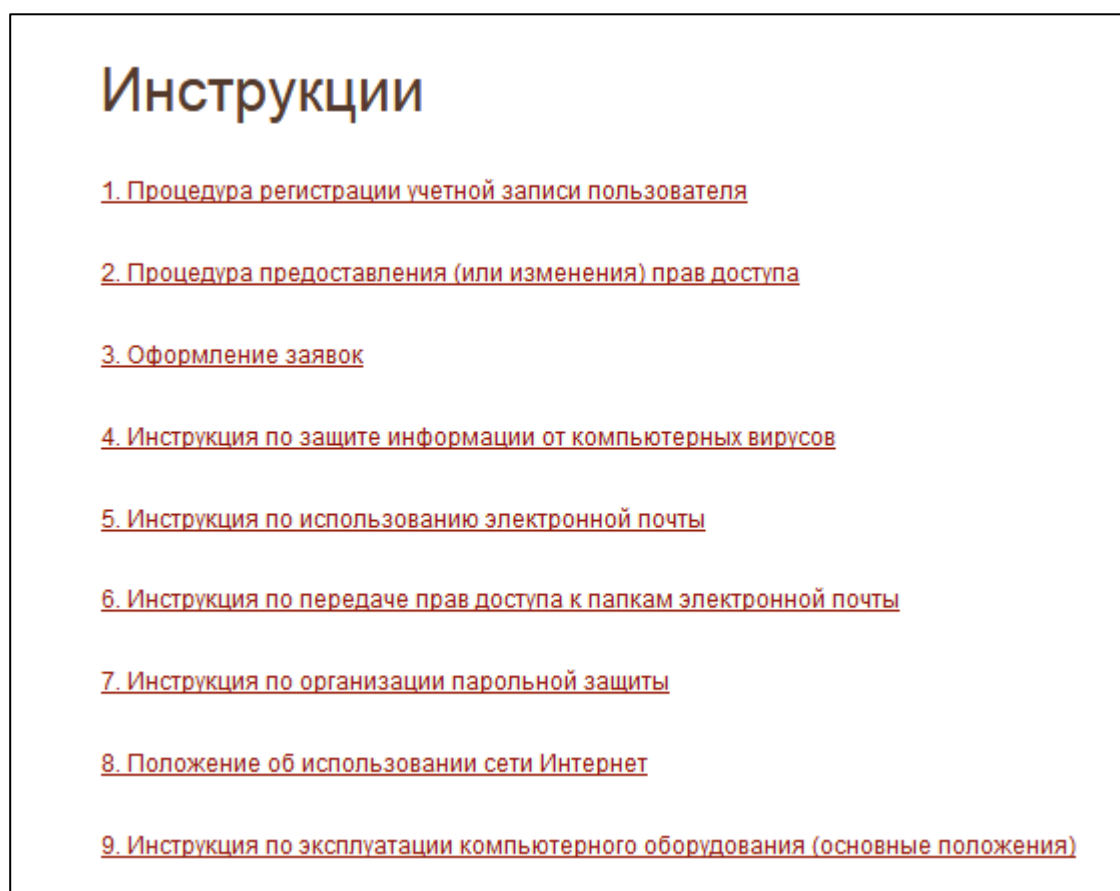 Инструкции
1. Процедура регистрации учетной записи пользователя
2. Процедура предоставления (или изменения) прав доступа
3. Оформление заявок
4. Инструкция по защите информации от компьютерных вирусов
5. Инструкция по использованию электронной почты
6. Инструкция по передаче прав доступа к папкам электронной почты
7. Инструкция по организации парольной защиты
8. Положение об использовании сети Интернет
9. Инструкция по эксплуатации компьютерного оборудования (основные положения)